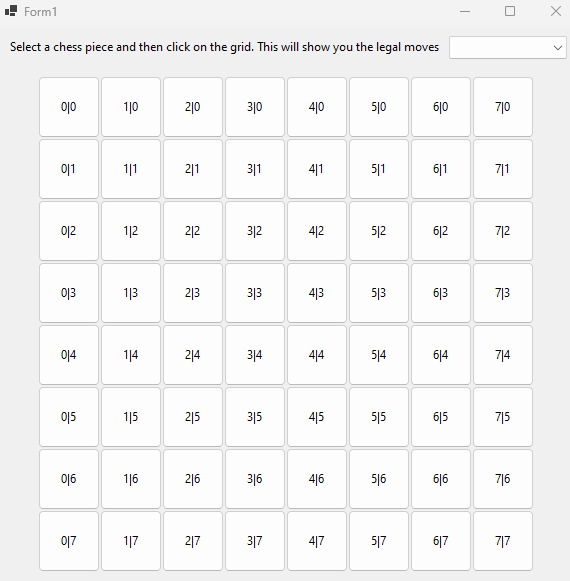 Form1
Select a chess piece and then click on the grid. This will show you the legal moves
0|0 1|0 2|0 3|0 4|0 5|0 6|0 7|0
0|1 1|1 2|1 3|1 4|1 5|1 6|1 7|1
0|2 1|2 2|2 3|2 4|2 5|2 6|2 7|2
0|3 1|3 2|3 3|3 4|3 5|3 6|3 7|3
0|4 1|4 2|4 3|4 4|4 5|4 6|4 7|4
0|5 1|5 2|5 3|5 4|5 5|5 6|5 7|5
0|6 1|6 2|6 3|6 4|6 5|6 6|6 7|6
0|7 1|7 2|7 3|7 4|7 5|7 6|7 7|7